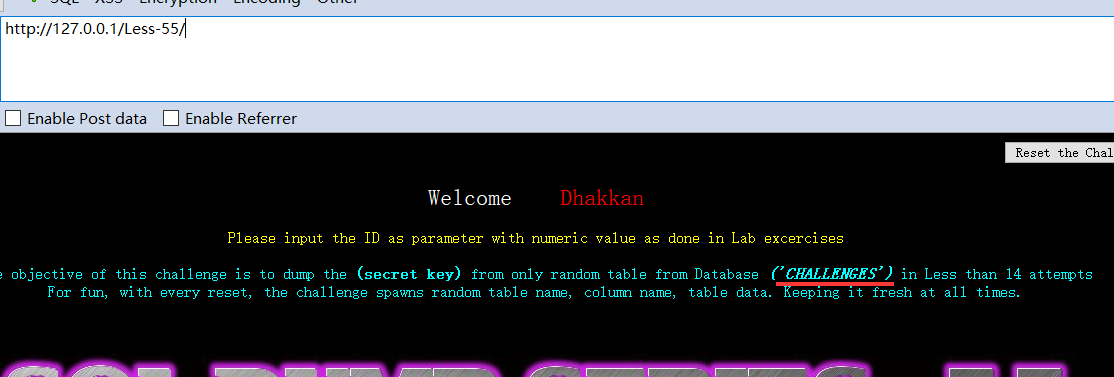 SQL XSS Encryption Encoding Other
http://127.0.0.1/Less-55/
Enable Post data Enable Referrer
Reset the Chal
Welcome Dhakkan
Please input the ID as parameter with numeric value as done in Lab excercises
e objective of this challenge is to dump the (secret key) from only random table from Database ('CHALLENGES') in Less than 14 attempts
For fun, with every reset, the challenge spawns random table name, column name, table data. Keeping it fresh at all times.